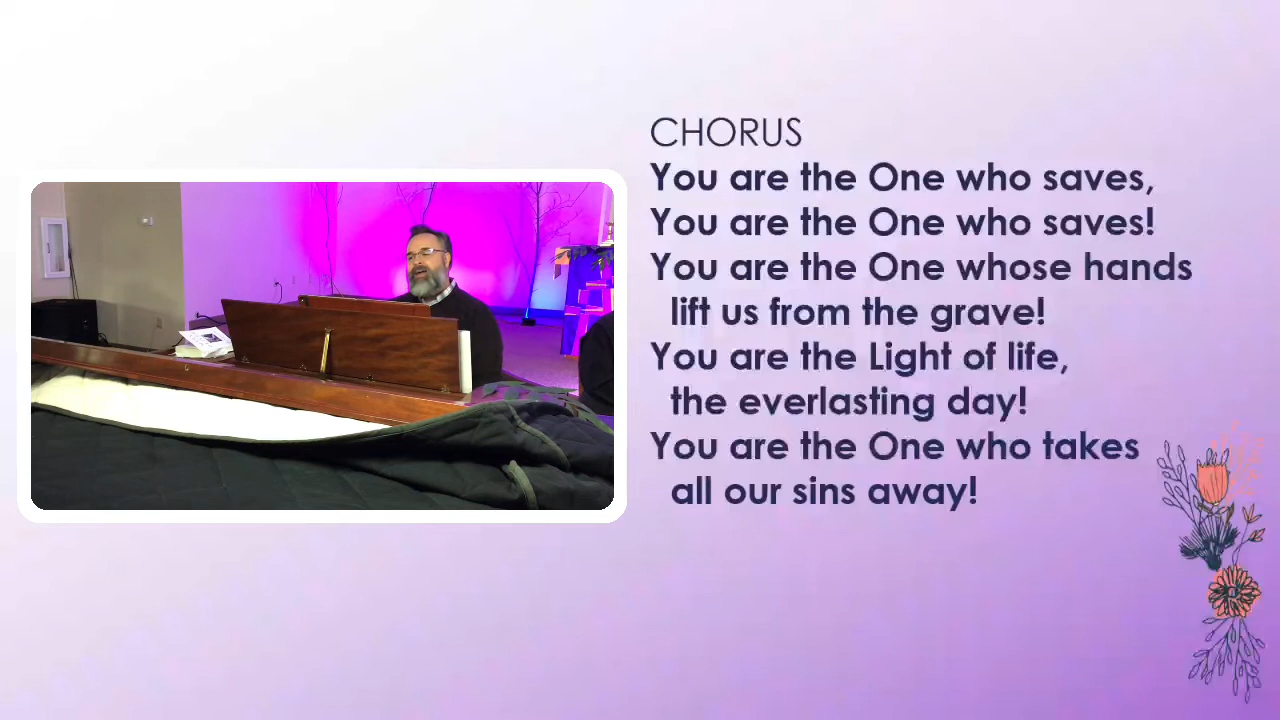 CHORUS
You are the One who saves,
You are the One who saves!
You are the One whose hands
lift us from the grave!
You are the Light of life,
the everlasting day!
You are the One who takes
all our sins away!